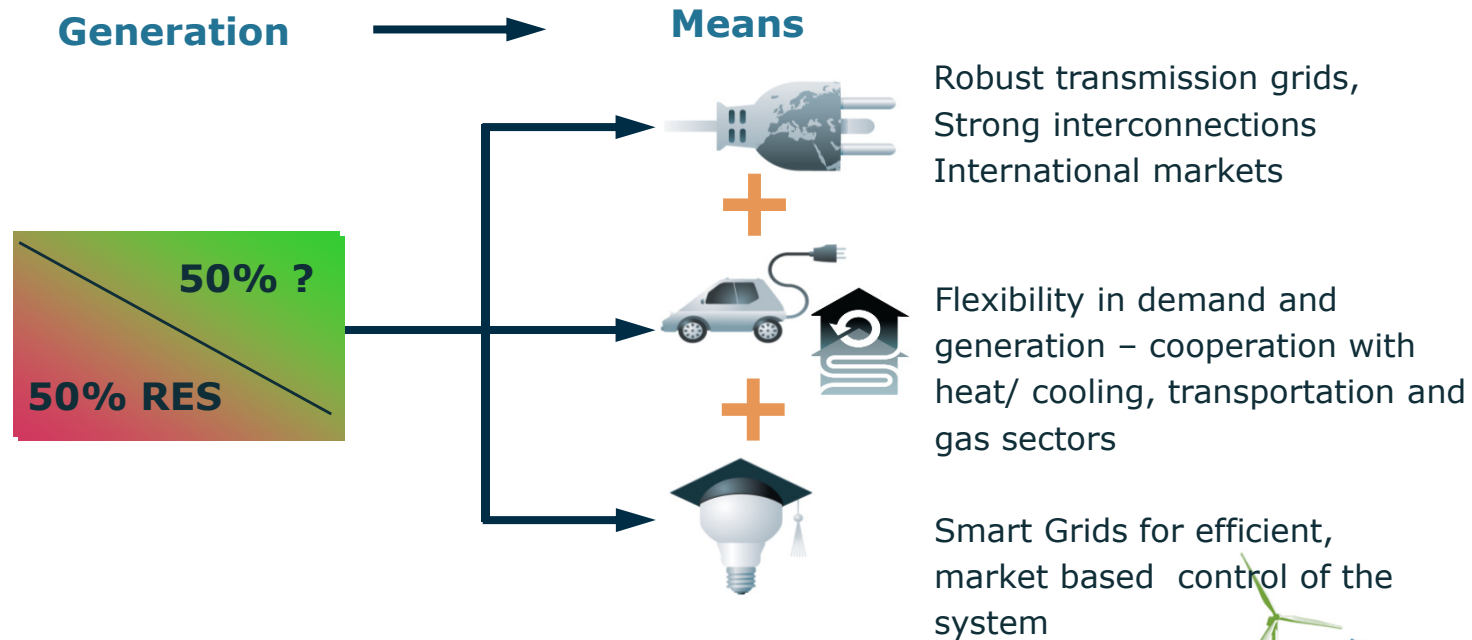 Generation
Means
Robust transmission grids,
Strong interconnections
International markets
50% ?
50% RES
Flexibility in demand and
generation – cooperation with
heat/ cooling, transportation and
gas sectors
Smart Grids for efficient,
market based  control of the
system